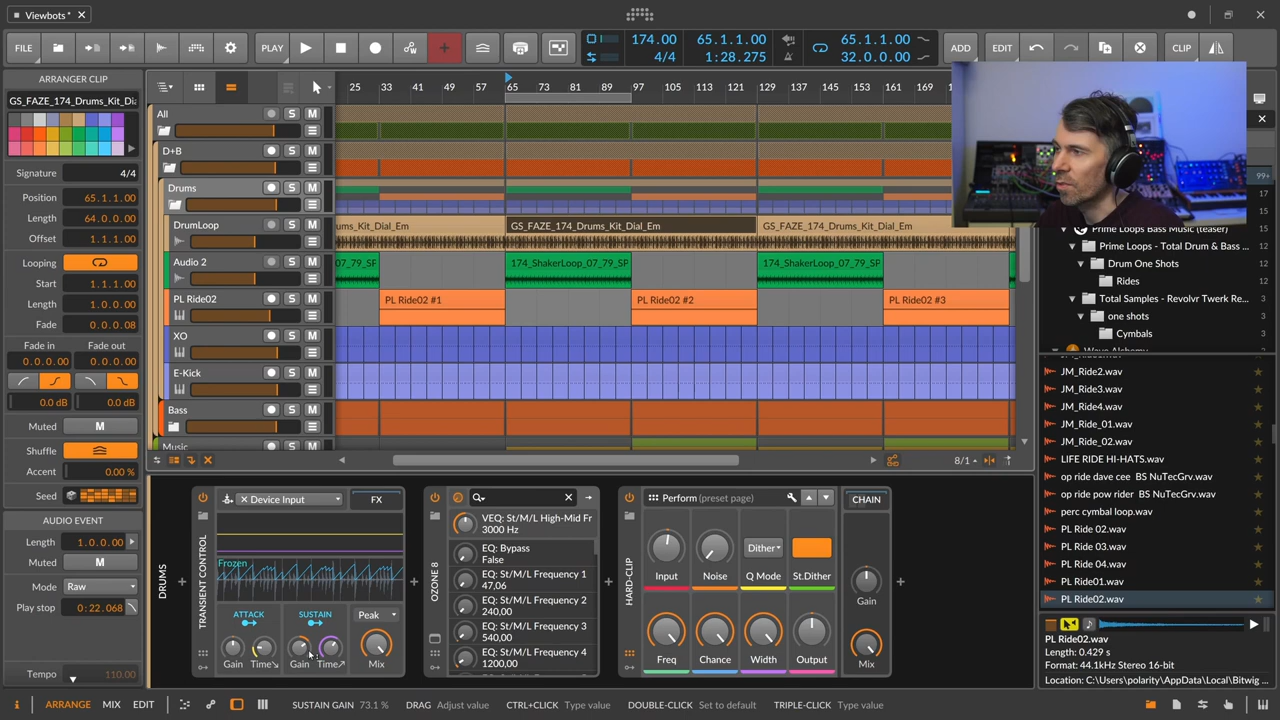 Viewbots*
FILE
PLAY
174.00
4/4
65.1.1.00
1:28.275
65.1.1.00
32.0.0.00
ADD
EDIT
CLIP
ARRANGER CLIP
GS_FAZE_174_Drums_Kit_Di
Signature 4/4
Position 65.1.1.00
Length 64.0.0.00
Offset 1.1.1.00
Looping
Start 1.1.1.00
Length 1.0.0.00
Fade 0.0.0.08
Fade in Fade out
0.0.0.00 0.0.0.00
0.0 dB 0.0 dB
Muted M
Shuffle
Accent 0.00 %
Seed
AUDIO EVENT
Length 1.0.0.00
Muted M
Mode Raw
Play stop 0:22.068
Tempo 110.00
25 33 41 49 57 65 73 81 89 97 105 113 121 129 137 145 153 161 169
All S M
D+B S M
Drums S M
DrumLoop S M
ums_Kit_Dial_Em
GS_FAZE_174_Drums_Kit_Dial_Em
GS_FAZE_174_Drums_Kit_Dial_Em
Audio 2 S M
07_79_SP
174_ShakerLoop_07_79_SP
174_ShakerLoop_07_79_SP
PL Ride02 S M
PL Ride02 #1
PL Ride02 #2
PL Ride02 #3
XO S M
E-Kick S M
Bass S M
Music S M
8/1
DRUMS
TRANSIENT CONTROL
Device Input
FX
Frozen
ATTACK
SUSTAIN
Peak
Gain Time Gain Time Mix
OZONE 8
VEQ: St/M/L High-Mid Fr
3000 Hz
EQ: Bypass
False
EQ: St/M/L Frequency 1
47,06
EQ: St/M/L Frequency 2
240,00
EQ: St/M/L Frequency 3
540,00
EQ: St/M/L Frequency 4
1200,00
HARD-CLIP
Perform (preset page)
Dither
Input Noise Q Mode St.Dither
Freq Chance Width Output
CHAIN
Gain
Mix
99+
17
15
15
Prime Loops Bass Music (Teaser)
Prime Loops - Total Drum & Bass ... 12
Drum One Shots 12
Rides 12
Total Samples - Revolvr Twerk Re... 3
one shots 3
Cymbals 3
JM_Ride2.wav
JM_Ride3.wav
JM_Ride4.wav
JM_Ride_01.wav
JM_Ride_02.wav
LIFE RIDE HI-HATS.wav
op ride dave cee BS NuTecGrv.wav
op ride pow rider BS NuTecGrv.wav
perc cymbal loop.wav
PL Ride 02.wav
PL Ride 03.wav
PL Ride 04.wav
PL Ride01.wav
PL Ride02.wav
PL Ride02.wav
Length: 0.429 s
Format: 44.1kHz Stereo 16-bit
Location: C:\Users\polarity\AppData\Local\Bitwig ...
ARRANGE MIX EDIT
SUSTAIN GAIN 73.1 % DRAG Adjust value CTRL+CLICK Type value DOUBLE-CLICK Set to default TRIPLE-CLICK Type value